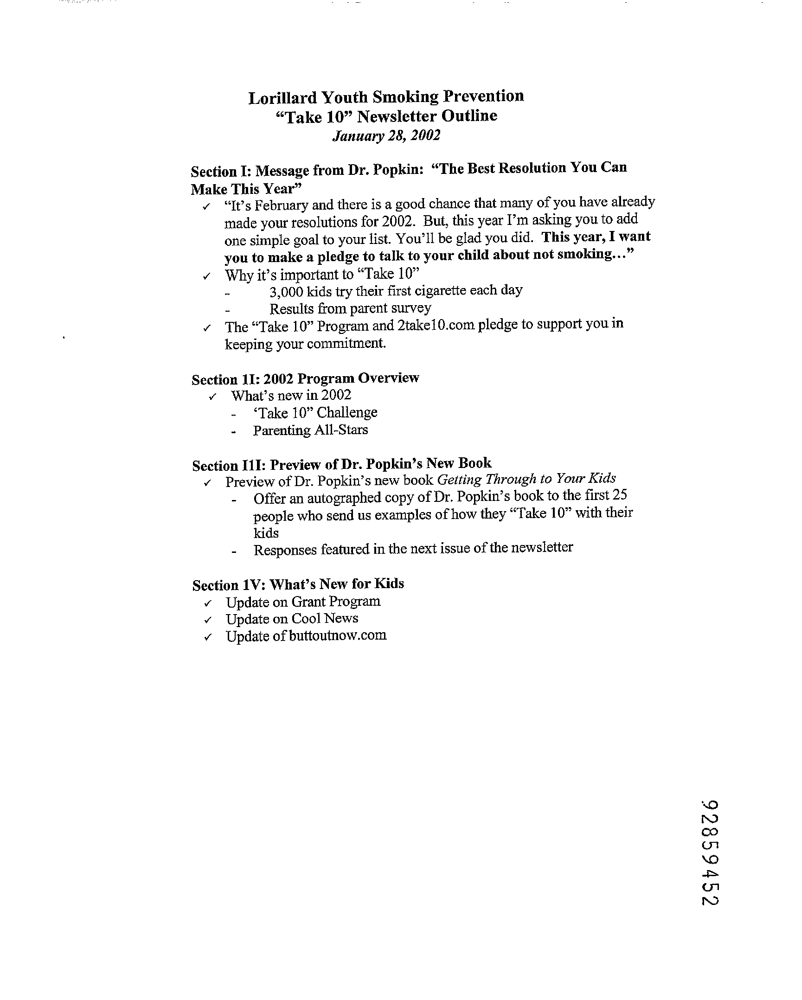 Lorillard Youth Smoking Prevention
“Take 10” Newsletter Outline
January 28, 2002
Section I: Message from Dr. Popkin: “The Best Resolution You Can
Make This Year”
✓ “It’s February and there is a good chance that many of you have already
made your resolutions for 2002. But, this year I’m asking you to add
one simple goal to your list. You’ll be glad you did. This year, I want
you to make a pledge to talk to your child about not smoking…”
✓ Why it’s important to “Take 10”
- 3,000 kids try their first cigarette each day
- Results from parent survey
✓ The “Take 10” Program and 2take10.com pledge to support you in
keeping your commitment.
Section 1I: 2002 Program Overview
✓ What’s new in 2002
- ‘Take 10” Challenge
- Parenting All-Stars
Section I1I: Preview of Dr. Popkin’s New Book
✓ Preview of Dr. Popkin’s new book Getting Through to Your Kids
- Offer an autographed copy of Dr. Popkin’s book to the first 25
people who send us examples of how they “Take 10” with their
kids
- Responses featured in the next issue of the newsletter
Section 1V: What’s New for Kids
✓ Update on Grant Program
✓ Update on Cool News
✓ Update of buttoutnow.com
92859452